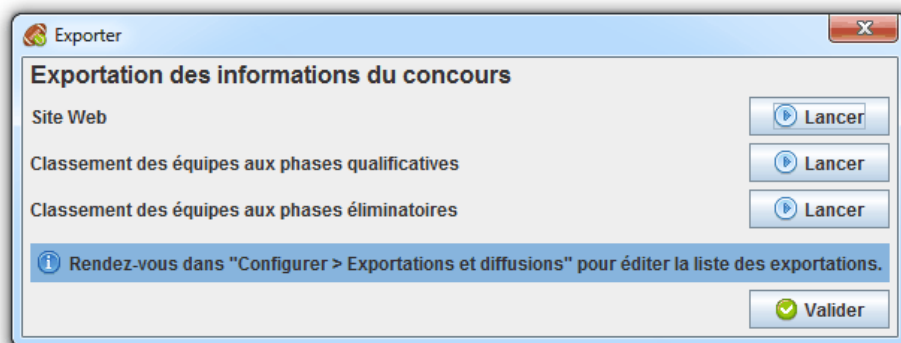 Exporter
Exportation des informations du concours
Site Web Lancer
Classement des équipes aux phases qualificatives Lancer
Classement des équipes aux phases éliminatoires Lancer
Rendez-vous dans "Configurer > Exportations et diffusions" pour éditer la liste des exportations.
Valider